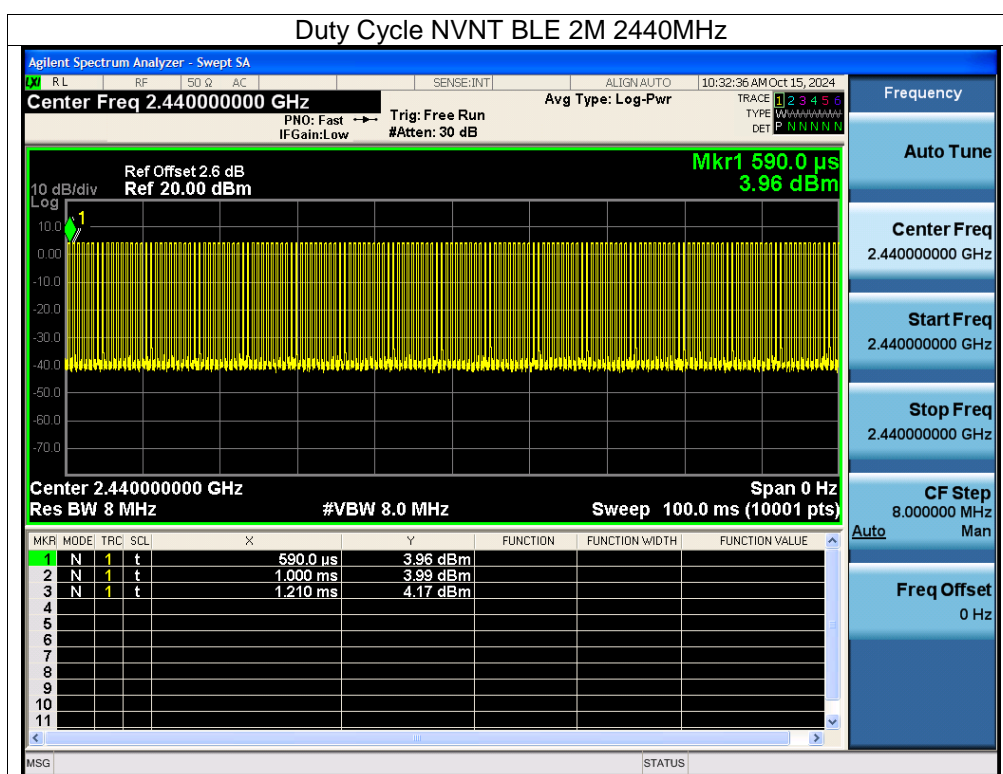 Duty Cycle NVNT BLE 2M 2440MHz
Agilent Spectrum Analyzer - Swept SA
LXI RL RF 50 Ω AC SENSE:INT ALIGN AUTO 10:32:36 AM Oct 15, 2024
Center Freq 2.440000000 GHz
PNO: Fast
IFGain:Low
Trig: Free Run
#Atten: 30 dB
Avg Type: Log-Pwr
TRACE 1 2 3 4 5 6
TYPE WWWWWW
DET P N N N N N
Ref Offset 2.6 dB
10 dB/div Ref 20.00 dBm
Log
Mkr1 590.0 µs
3.96 dBm
1
10.0
0.00
-10.0
-20.0
-30.0
-40.0
-50.0
-60.0
-70.0
Center 2.440000000 GHz Span 0 Hz
Res BW 8 MHz #VBW 8.0 MHz Sweep 100.0 ms (10001 pts)
MKR MODE TRC SCL X Y FUNCTION FUNCTION WIDTH FUNCTION VALUE
1 N 1 t 590.0 µs 3.96 dBm
2 N 1 t 1.000 ms 3.99 dBm
3 N 1 t 1.210 ms 4.17 dBm
4
5
6
7
8
9
10
11
MSG STATUS
Frequency
Auto Tune
Center Freq
2.440000000 GHz
Start Freq
2.440000000 GHz
Stop Freq
2.440000000 GHz
CF Step
8.000000 MHz
Auto Man
Freq Offset
0 Hz